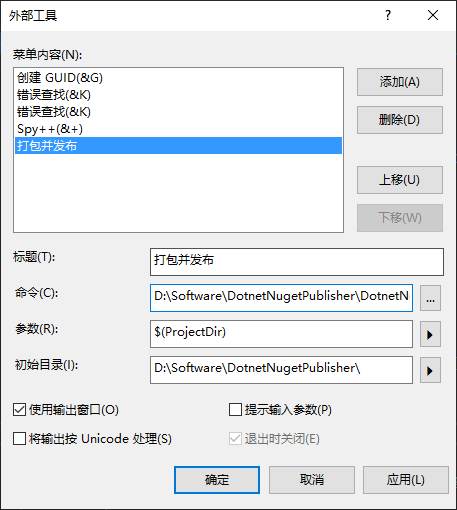 外部工具
菜单内容(N):
创建 GUID(&G)
错误查找(&K)
错误查找(&K)
Spy++(&+)
打包并发布
添加(A)
删除(D)
上移(U)
下移(W)
标题(T):
打包并发布
命令(C):
D:\Software\DotnetNugetPublisher\DotnetN
...
参数(R):
$(ProjectDir)
初始目录(I):
D:\Software\DotnetNugetPublisher\
使用输出窗口(O)
提示输入参数(P)
将输出按 Unicode 处理(S)
退出时关闭(E)
确定
取消
应用(L)